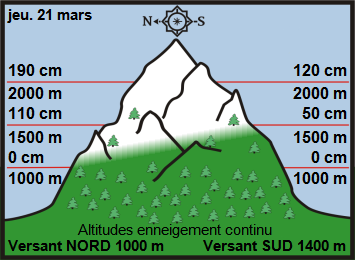 jeu. 21 mars
N S
190 cm 120 cm
2000 m 2000 m
110 cm 50 cm
1500 m 1500 m
0 cm 0 cm
1000 m 1000 m
Altitudes enneigement continu
Versant NORD 1000 m Versant SUD 1400 m